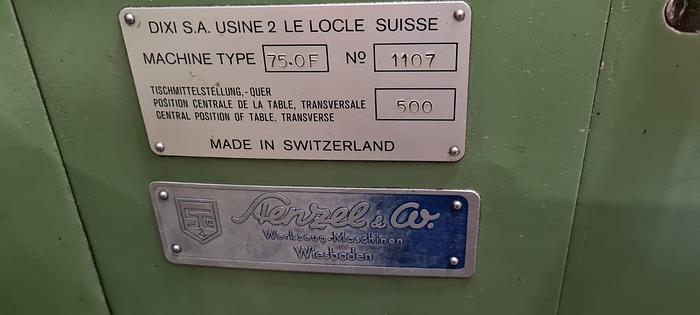 DIXI S.A. USINE 2 LE LOCLE SUISSE
MACHINE TYPE 75.0F Nº 1107
TISCHMITTELSTELLUNG,-QUER
POSITION CENTRALE DE LA TABLE, TRANSVERSALE 500
CENTRAL POSITION OF TABLE, TRANSVERSE
MADE IN SWITZERLAND
& Co.
Werkzeug-Maschinen
Wiesbaden